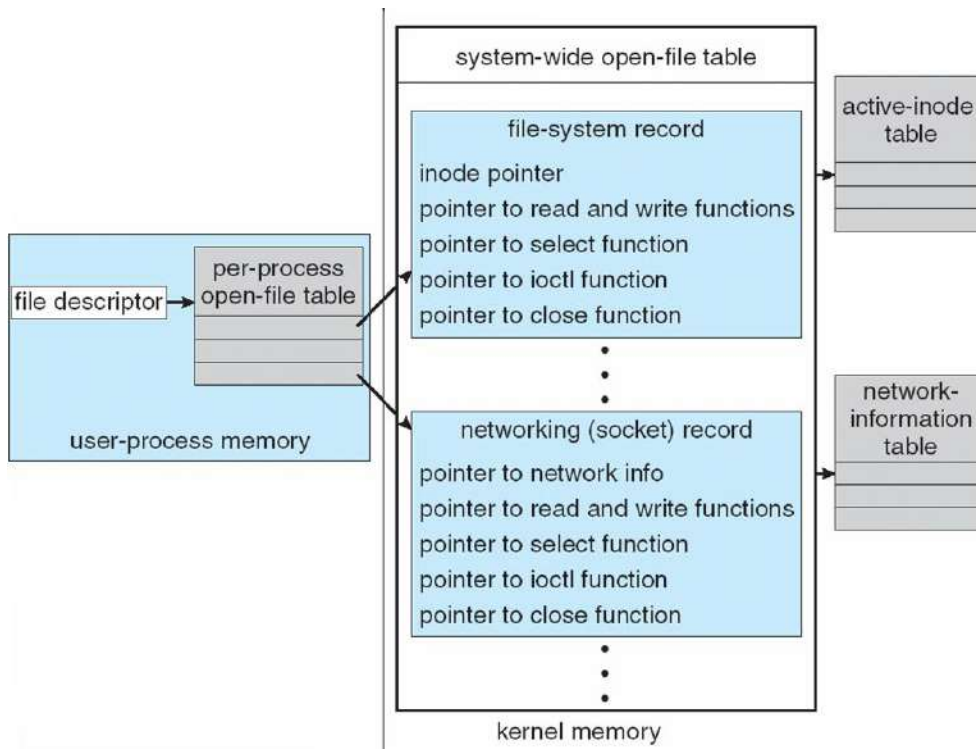 file descriptor
per-process
open-file table
user-process memory
system-wide open-file table
file-system record
inode pointer
pointer to read and write functions
pointer to select function
pointer to ioctl function
pointer to close function
networking (socket) record
pointer to network info
pointer to read and write functions
pointer to select function
pointer to ioctl function
pointer to close function
kernel memory
active-inode
table
network-
information
table